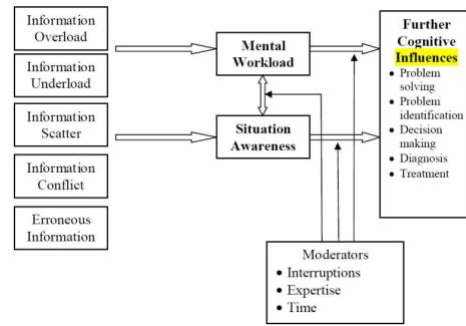 Information
Overload
Information
Underload
Information
Scatter
Information
Conflict
Erroneous
Information
Mental
Workload
Situation
Awareness
Further
Cognitive
Influences
• Problem
solving
• Problem
identification
• Decision
making
• Diagnosis
• Treatment
Moderators
• Interruptions
• Expertise
• Time